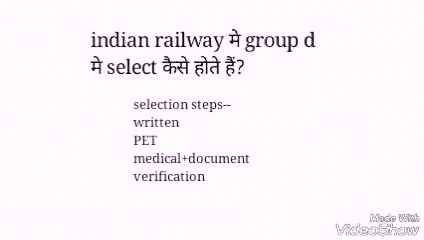 indian railway मे group d
मे select कैसे होते हैं?
selection steps--
written
PET
medical+document
verification
Made With
VideoShow